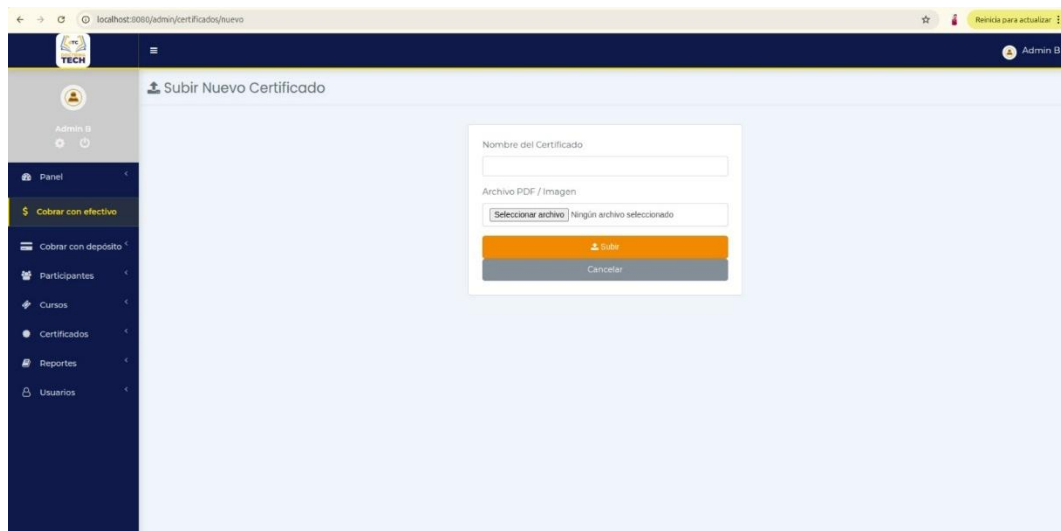 localhost:8080/admin/certificados/nuevo
Reinicia para actualizar
ITC
TECH
Admin B
Subir Nuevo Certificado
Admin B
Nombre del Certificado
Panel
Archivo PDF / Imagen
$ Cobrar con efectivo
Seleccionar archivo Ningún archivo seleccionado
Cobrar con depósito
Subir
Cancelar
Participantes
Cursos
Certificados
Reportes
Usuarios